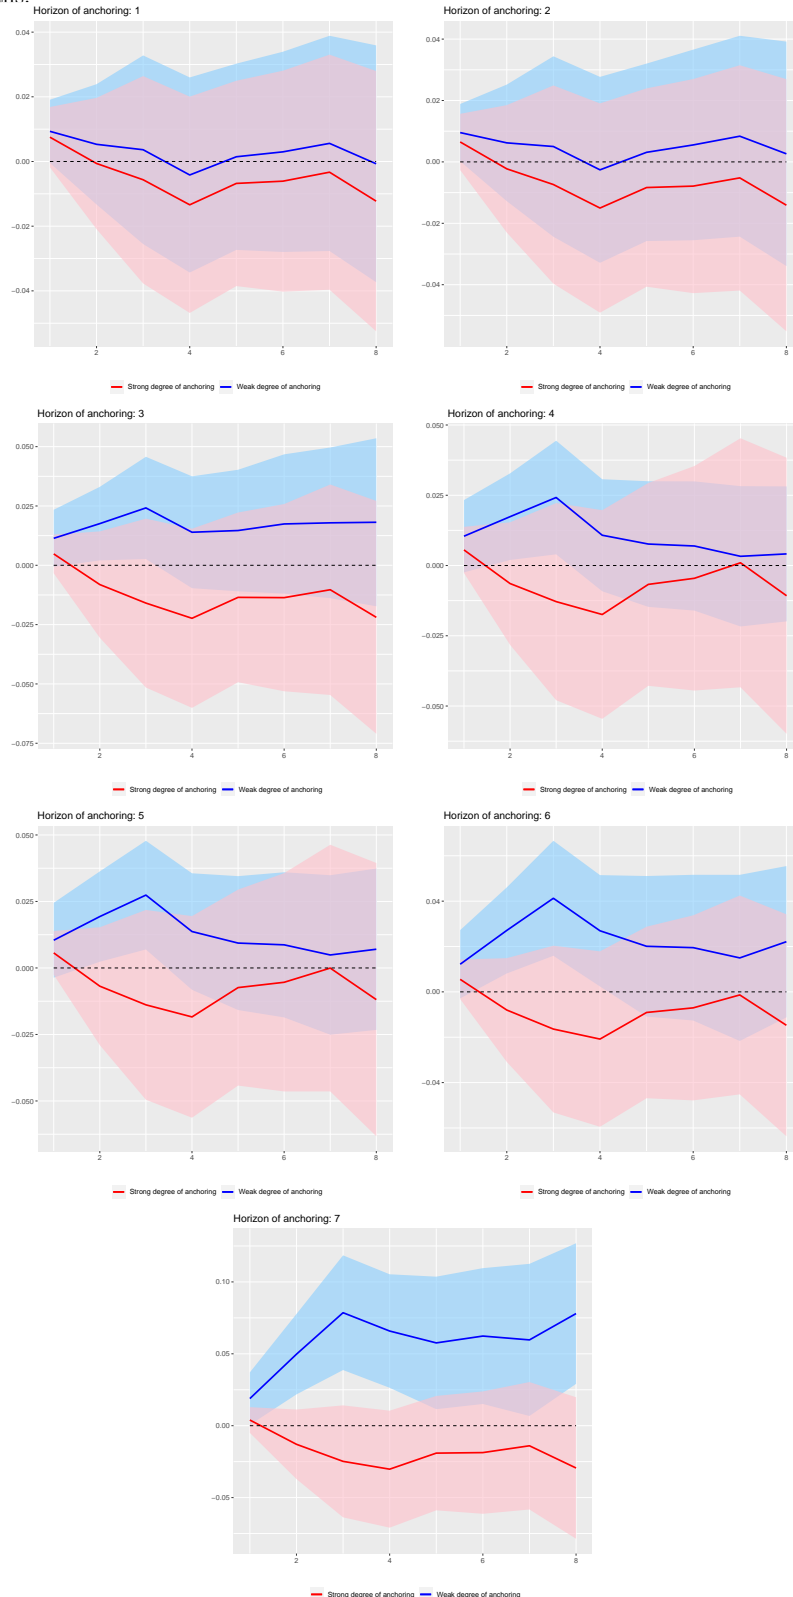 Horizon of anchoring: 1
0.04
0.02
0.00
−0.02
−0.04
2 4 6 8
Strong degree of anchoring Weak degree of anchoring
Horizon of anchoring: 2
0.04
0.02
0.00
−0.02
−0.04
2 4 6 8
Strong degree of anchoring Weak degree of anchoring
Horizon of anchoring: 3
0.050
0.025
0.000
−0.025
−0.050
−0.075
2 4 6 8
Strong degree of anchoring Weak degree of anchoring
Horizon of anchoring: 4
0.050
0.025
0.000
−0.025
−0.050
2 4 6 8
Strong degree of anchoring Weak degree of anchoring
Horizon of anchoring: 5
0.050
0.025
0.000
−0.025
−0.050
2 4 6 8
Strong degree of anchoring Weak degree of anchoring
Horizon of anchoring: 6
0.04
0.00
−0.04
2 4 6 8
Strong degree of anchoring Weak degree of anchoring
Horizon of anchoring: 7
0.10
0.05
0.00
−0.05
2 4 6 8
Strong degree of anchoring Weak degree of anchoring